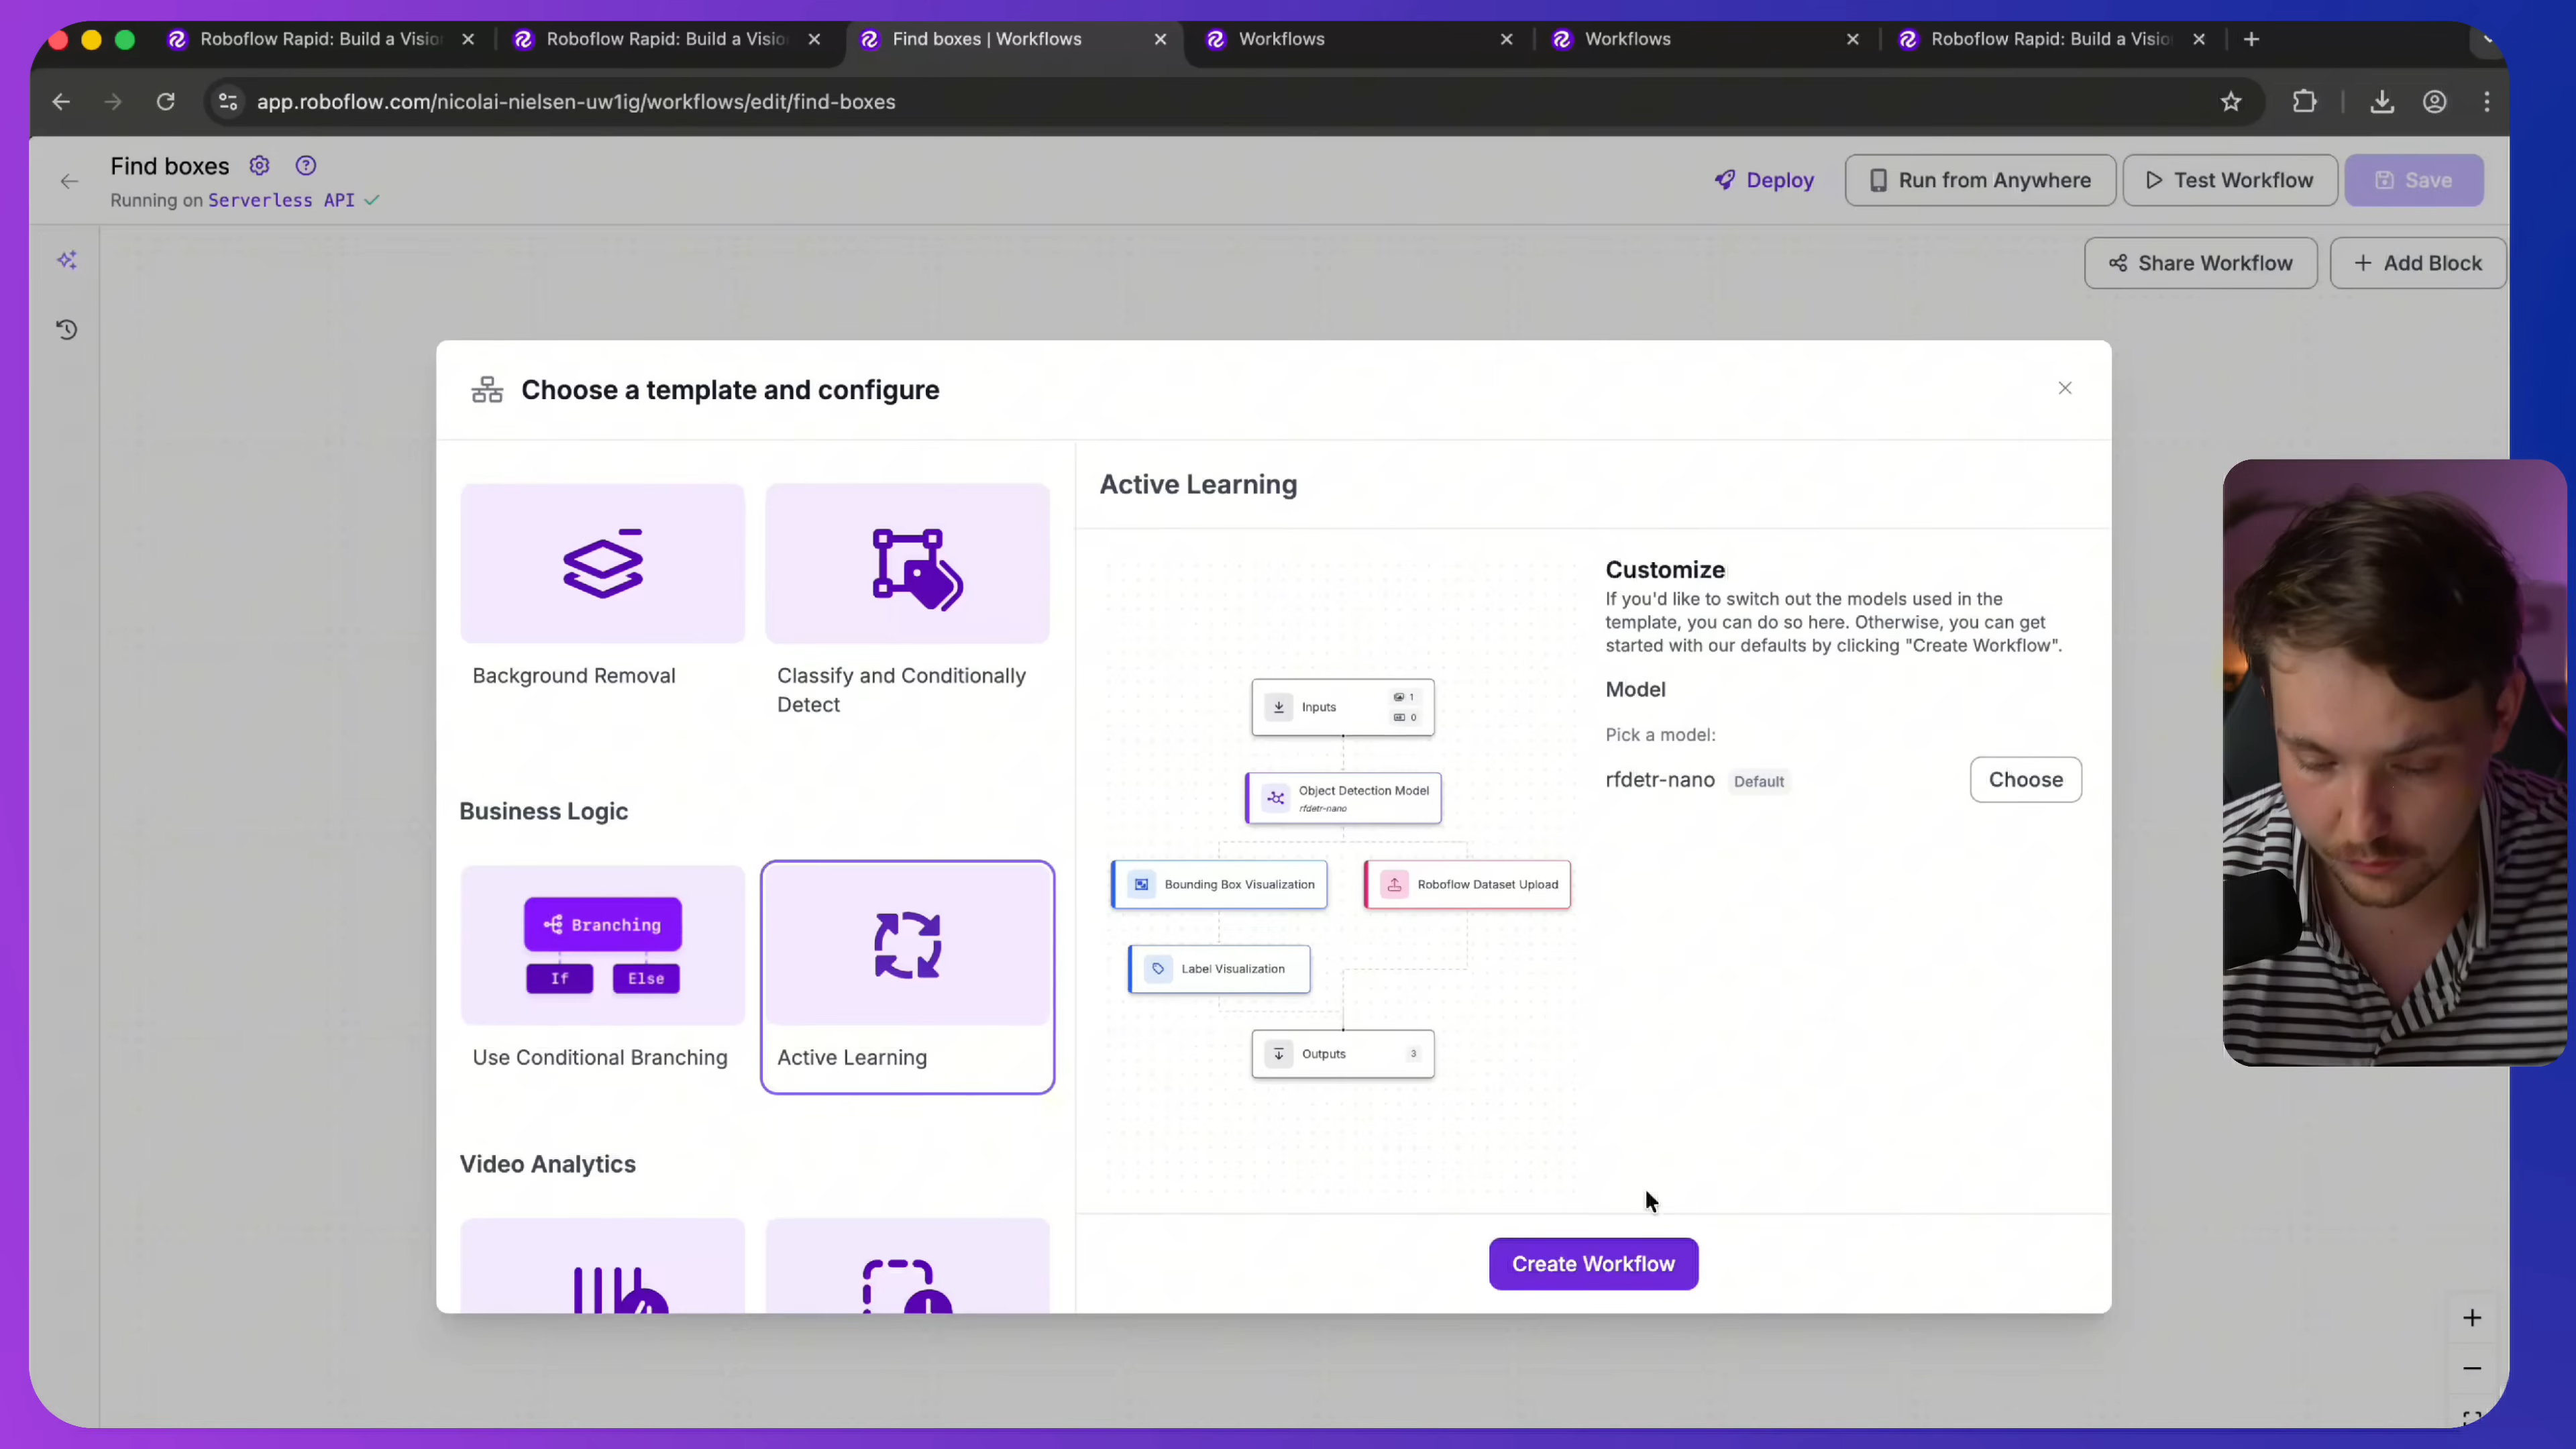 Roboflow Rapid: Build a Visio
Roboflow Rapid: Build a Visio
Find boxes | Workflows
Workflows
Workflows
Roboflow Rapid: Build a Visio
app.roboflow.com/nicolai-nielsen-uw1ig/workflows/edit/find-boxes
Find boxes
Running on Serverless API
Deploy
Run from Anywhere
Test Workflow
Save
Share Workflow
Add Block
Choose a template and configure
Background Removal
Classify and Conditionally
Detect
Business Logic
Branching
If
Else
Use Conditional Branching
Active Learning
Video Analytics
Active Learning
Inputs
1
0
Object Detection Model
rfdetr-nano
Bounding Box Visualization
Roboflow Dataset Upload
Label Visualization
Outputs
3
Customize
If you'd like to switch out the models used in the
template, you can do so here. Otherwise, you can get
started with our defaults by clicking "Create Workflow".
Model
Pick a model:
rfdetr-nano
Default
Choose
Create Workflow